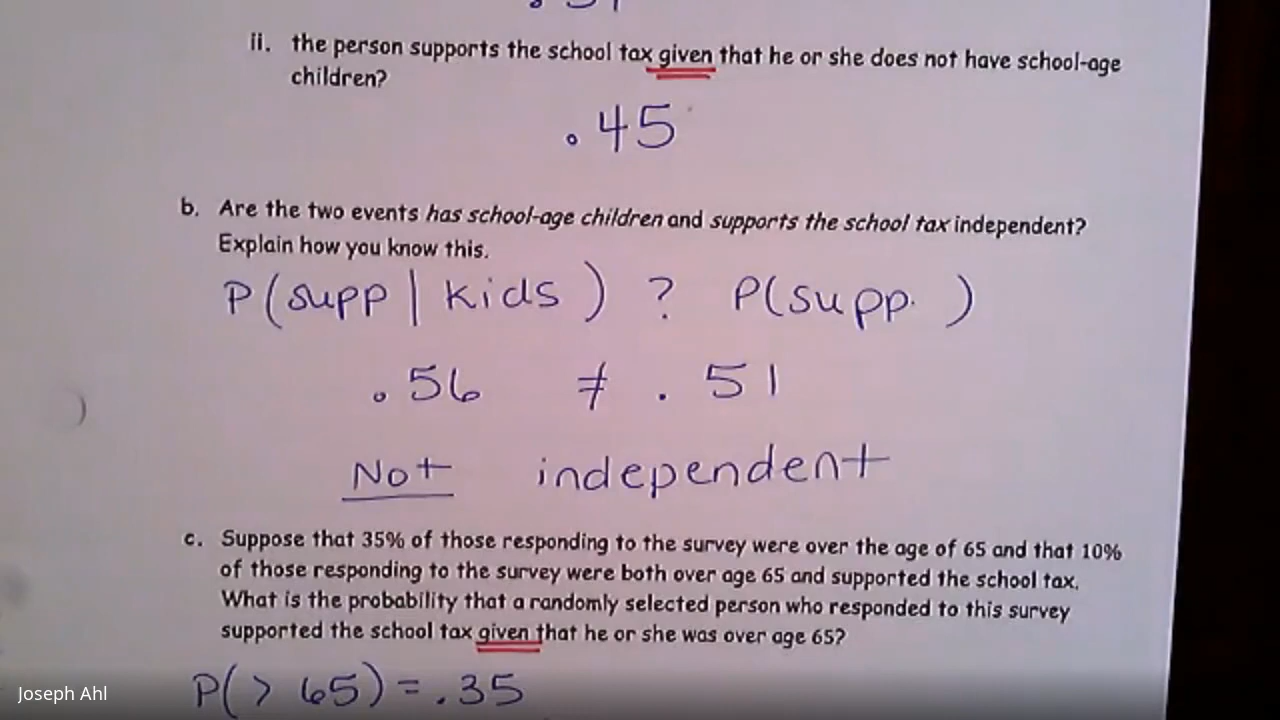 ii. the person supports the school tax given that he or she does not have school-age
children?
.45
b. Are the two events has school-age children and supports the school tax independent?
Explain how you know this.
P(supp | kids) ? P(supp. )
.56 ≠ .51
Not independent
c. Suppose that 35% of those responding to the survey were over the age of 65 and that 10%
of those responding to the survey were both over age 65 and supported the school tax.
What is the probability that a randomly selected person who responded to this survey
supported the school tax given that he or she was over age 65?
P(> 65) = .35
Joseph Ahl